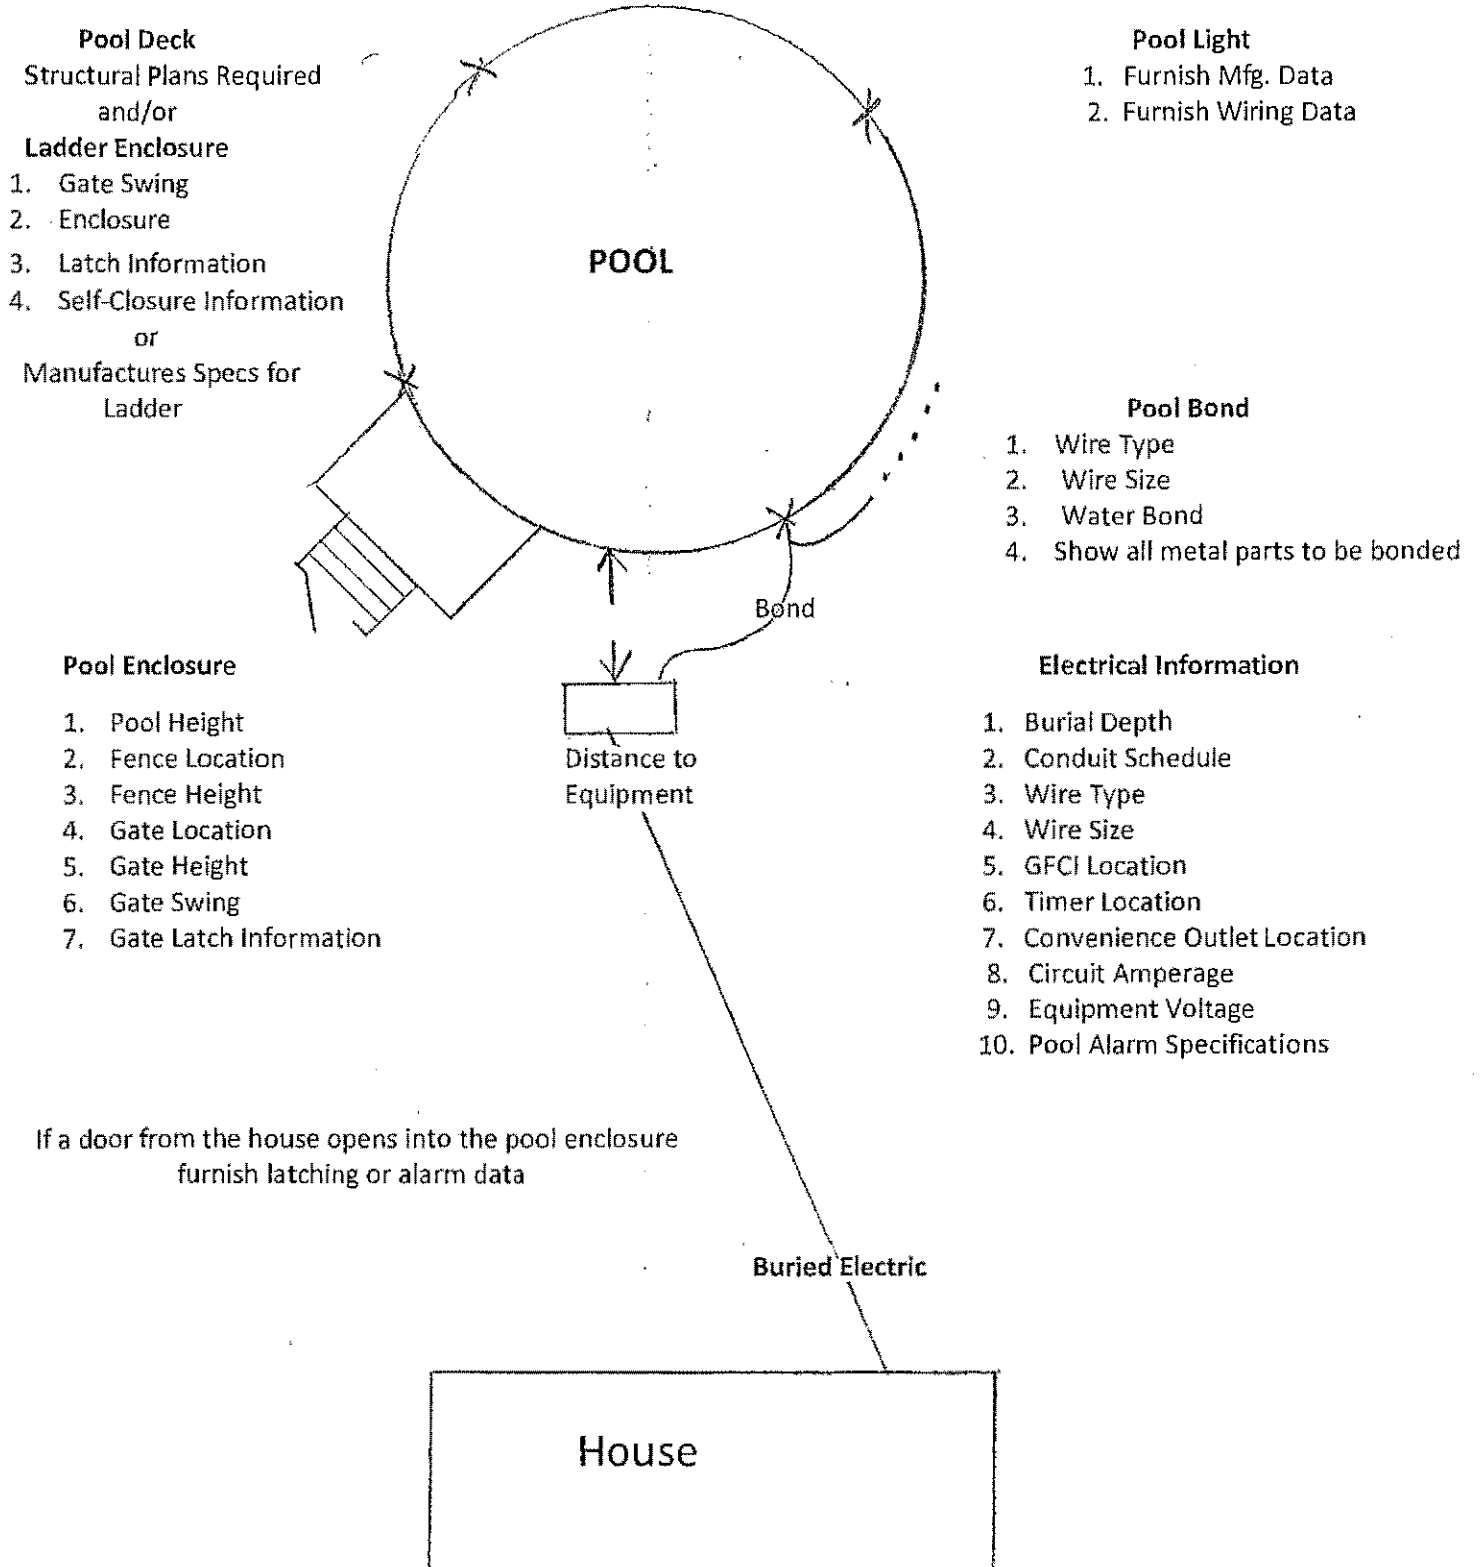 Pool Deck
Structural Plans Required
and/or
Ladder Enclosure
1. Gate Swing
2. Enclosure
3. Latch Information
4. Self-Closure Information
or
Manufactures Specs for
Ladder
Pool Light
1. Furnish Mfg. Data
2. Furnish Wiring Data
POOL
Pool Bond
1. Wire Type
2. Wire Size
3. Water Bond
4. Show all metal parts to be bonded
Bond
Pool Enclosure
1. Pool Height
2. Fence Location
3. Fence Height
4. Gate Location
5. Gate Height
6. Gate Swing
7. Gate Latch Information
Distance to
Equipment
Electrical Information
1. Burial Depth
2. Conduit Schedule
3. Wire Type
4. Wire Size
5. GFCI Location
6. Timer Location
7. Convenience Outlet Location
8. Circuit Amperage
9. Equipment Voltage
10. Pool Alarm Specifications
If a door from the house opens into the pool enclosure
furnish latching or alarm data
Buried Electric
House